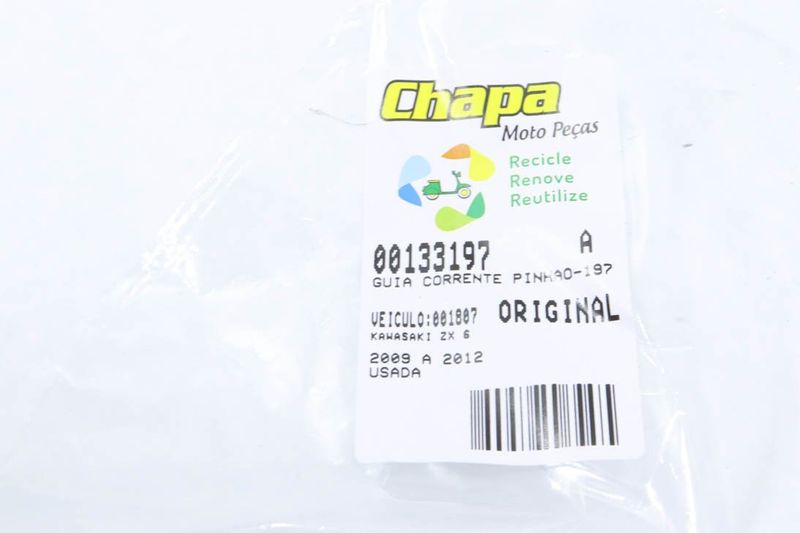 Chapa
Moto Peças
Recicle
Renove
Reutilize
00133197 A
GUIA CORRENTE PINHAO-197
VEICULO:001807 ORIGINAL
KAWASAKI ZX 6
2009 A 2012
USADA